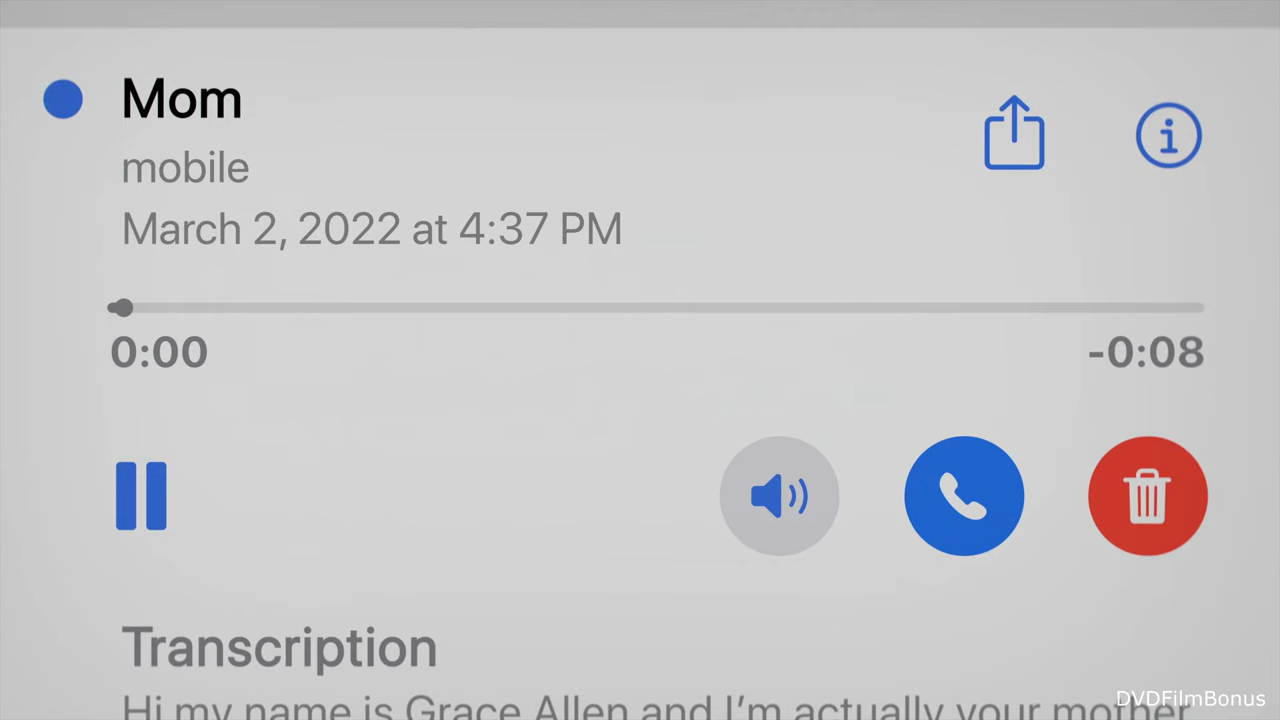 Mom
mobile
March 2, 2022 at 4:37 PM
0:00
-0:08
Transcription
Hi my name is Grace Allen and I’m actually your mother
DVDFilmBonus